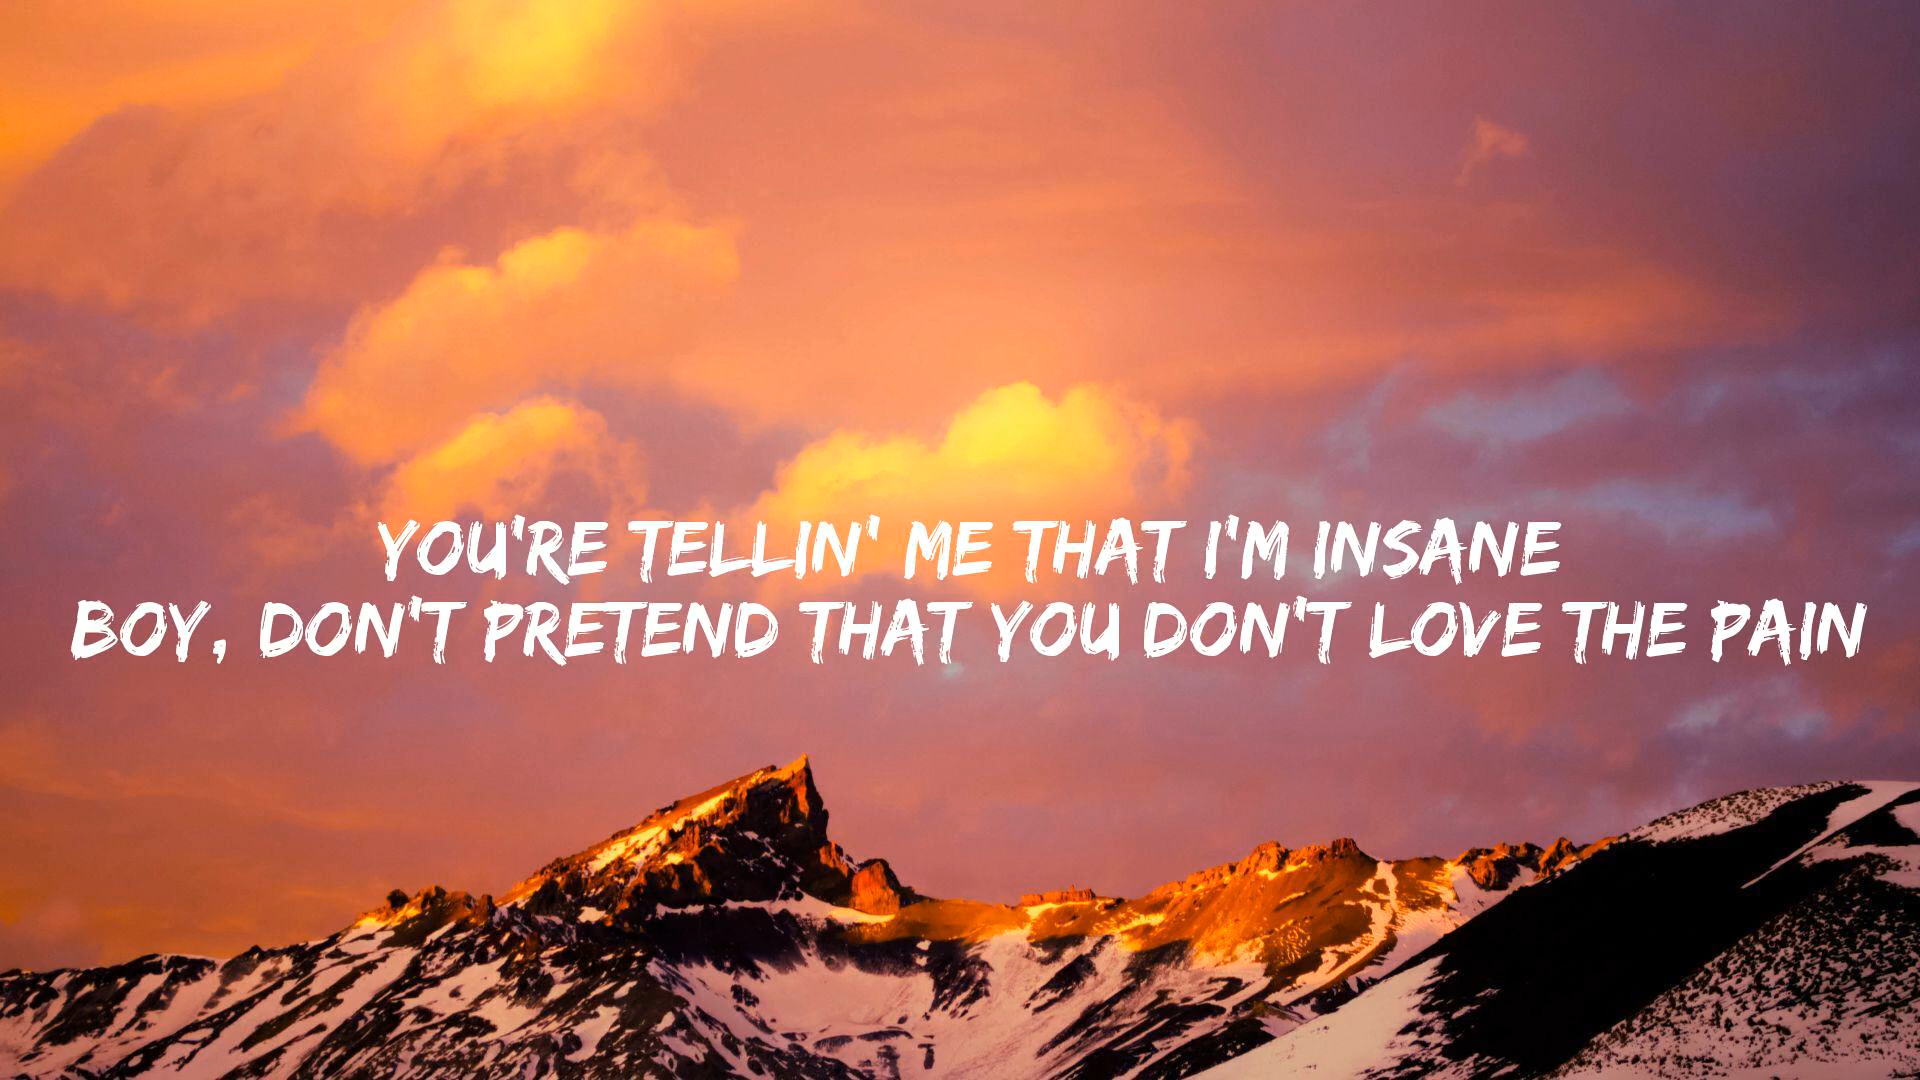 YOU'RE TELLIN' ME THAT I'M INSANE
BOY, DON'T PRETEND THAT YOU DON'T LOVE THE PAIN